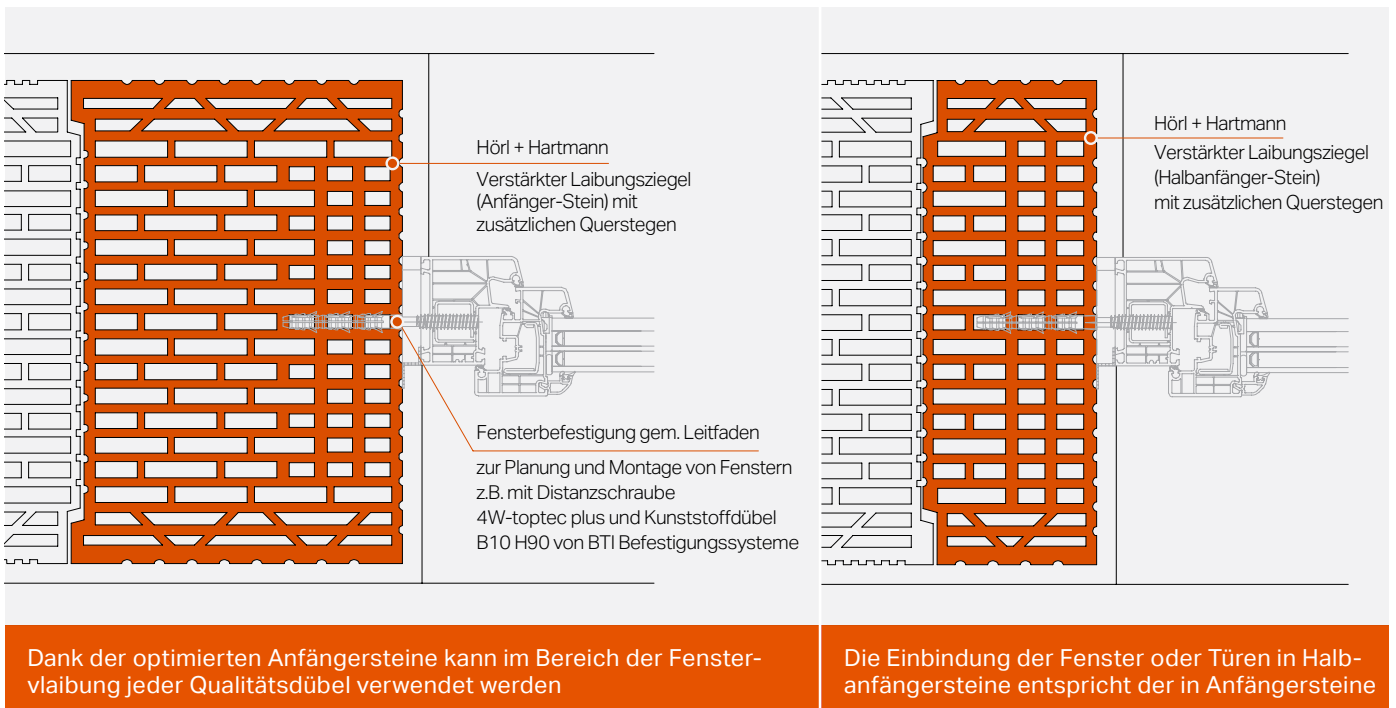 Hörl + Hartmann
Verstärkter Laibungsziegel
(Anfänger-Stein) mit
zusätzlichen Querstegen
Fensterbefestigung gem. Leitfaden
zur Planung und Montage von Fenstern
z.B. mit Distanzschraube
4W-toptec plus und Kunststoffdübel
B10 H90 von BTI Befestigungssysteme
Dank der optimierten Anfängersteine kann im Bereich der Fenster-
vlaibung jeder Qualitätsdübel verwendet werden
Hörl + Hartmann
Verstärkter Laibungsziegel
(Halbanfänger-Stein)
mit zusätzlichen Querstegen
Die Einbindung der Fenster oder Türen in Halb-
anfängersteine entspricht der in Anfängersteine